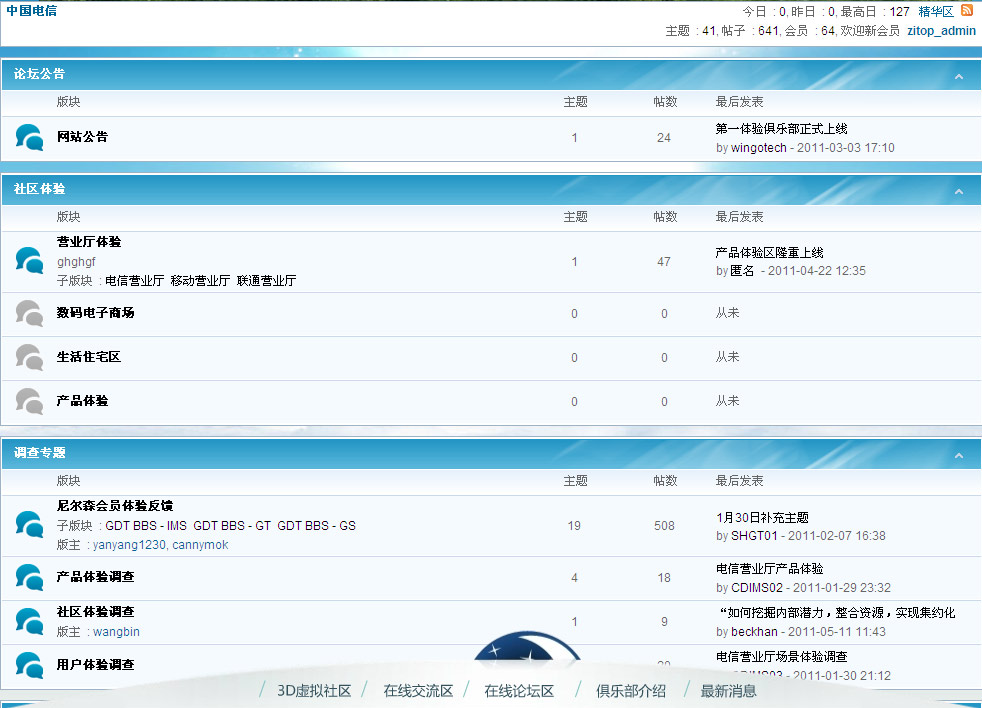 中国电信
今日 : 0, 昨日 : 0, 最高日 : 127 精华区
主题 : 41, 帖子 : 641, 会员 : 64, 欢迎新会员 zitop_admin
论坛公告
版块 主题 帖数 最后发表
网站公告 1 24 第一体验俱乐部正式上线
by wingotech - 2011-03-03 17:10
社区体验
版块 主题 帖数 最后发表
营业厅体验
ghghgf 1 47 产品体验区隆重上线
子版块 : 电信营业厅 移动营业厅 联通营业厅 by 匿名 - 2011-04-22 12:35
数码电子商场 0 0 从未
生活住宅区 0 0 从未
产品体验 0 0 从未
调查专题
版块 主题 帖数 最后发表
尼尔森会员体验反馈
子版块 : GDT BBS - IMS GDT BBS - GT GDT BBS - GS 19 508 1月30日补充主题
版主 : yanyang1230, cannymok by SHGT01 - 2011-02-07 16:38
产品体验调查 4 18 电信营业厅产品体验
by CDIMS02 - 2011-01-29 23:32
社区体验调查 1 9 “如何挖掘内部潜力，整合资源，实现集约化
版主 : wangbin by beckhan - 2011-05-11 11:43
用户体验调查 电信营业厅场景体验调查
- 2011-01-30 21:12
3D虚拟社区 / 在线交流区 / 在线论坛区 / 俱乐部介绍 / 最新消息